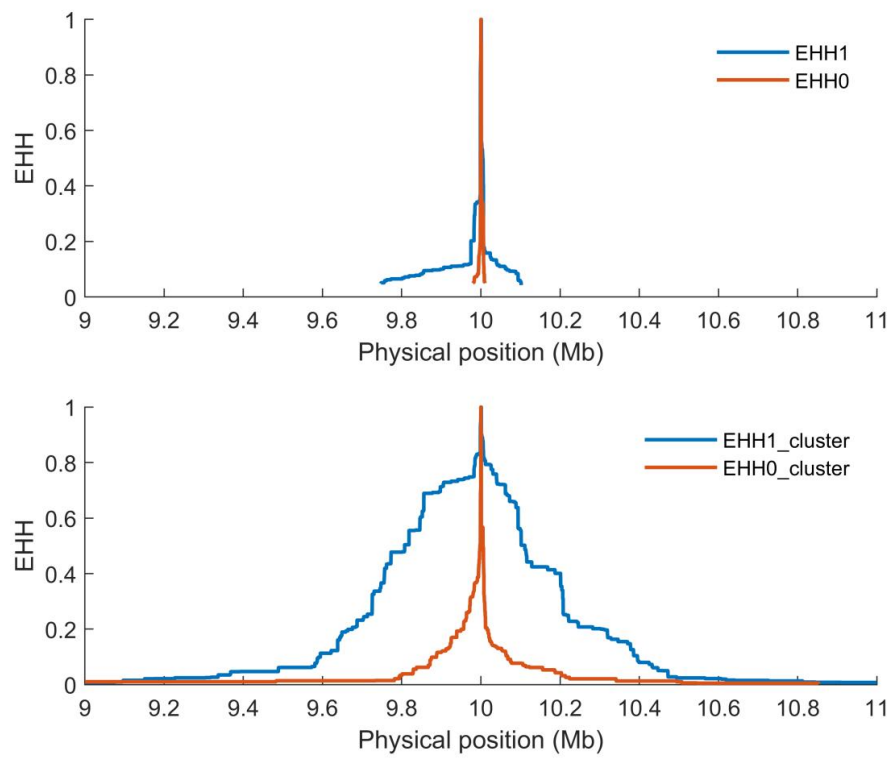 1
EHH1
EHH0
0.8
0.6
EHH
0.4
0.2
0
9 9.2 9.4 9.6 9.8 10 10.2 10.4 10.6 10.8 11
Physical position (Mb)
1
EHH1_cluster
EHH0_cluster
0.8
0.6
EHH
0.4
0.2
0
9 9.2 9.4 9.6 9.8 10 10.2 10.4 10.6 10.8 11
Physical position (Mb)